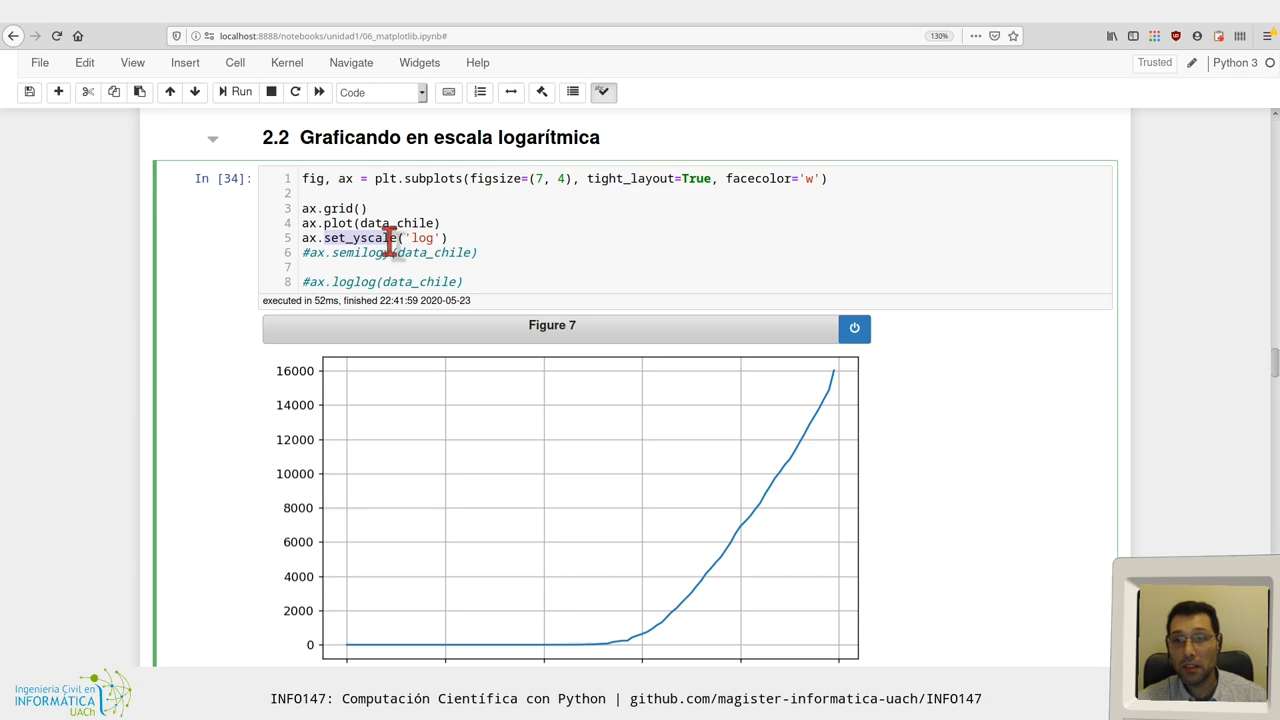 localhost:8888/notebooks/unidad1/06_matplotlib.ipynb#
130%
File Edit View Insert Cell Kernel Navigate Widgets Help
Trusted Python 3
Run Code
2.2 Graficando en escala logarítmica
In [34]:
1 fig, ax = plt.subplots(figsize=(7, 4), tight_layout=True, facecolor='w')
2
3 ax.grid()
4 ax.plot(data_chile)
5 ax.set_yscale('log')
6 #ax.semilogy(data_chile)
7
8 #ax.loglog(data_chile)
executed in 52ms, finished 22:41:59 2020-05-23
Figure 7
16000
14000
12000
10000
8000
6000
4000
2000
0
Ingeniería Civil en
INFORMÁTICA
UACh
INFO147: Computación Científica con Python | github.com/magister-informatica-uach/INFO147